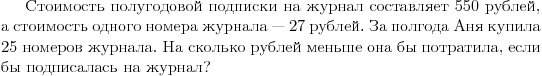 Стоимость полугодовой подписки на журнал составляет 550 рублей,
а стоимость одного номера журнала — 27 рублей. За полгода Аня купила
25 номеров журнала. На сколько рублей меньше она бы потратила, если
бы подписалась на журнал?